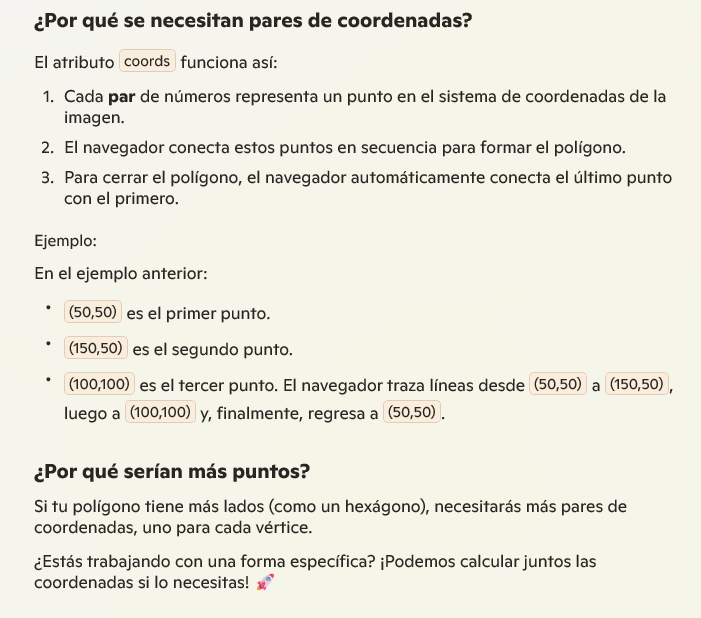 ¿Por qué se necesitan pares de coordenadas?
El atributo coords funciona así:
1. Cada par de números representa un punto en el sistema de coordenadas de la
imagen.
2. El navegador conecta estos puntos en secuencia para formar el polígono.
3. Para cerrar el polígono, el navegador automáticamente conecta el último punto
con el primero.
Ejemplo:
En el ejemplo anterior:
• (50,50) es el primer punto.
• (150,50) es el segundo punto.
• (100,100) es el tercer punto. El navegador traza líneas desde (50,50) a (150,50),
luego a (100,100) y, finalmente, regresa a (50,50).
¿Por qué serían más puntos?
Si tu polígono tiene más lados (como un hexágono), necesitarás más pares de
coordenadas, uno para cada vértice.
¿Estás trabajando con una forma específica? ¡Podemos calcular juntos las
coordenadas si lo necesitas! 🚀